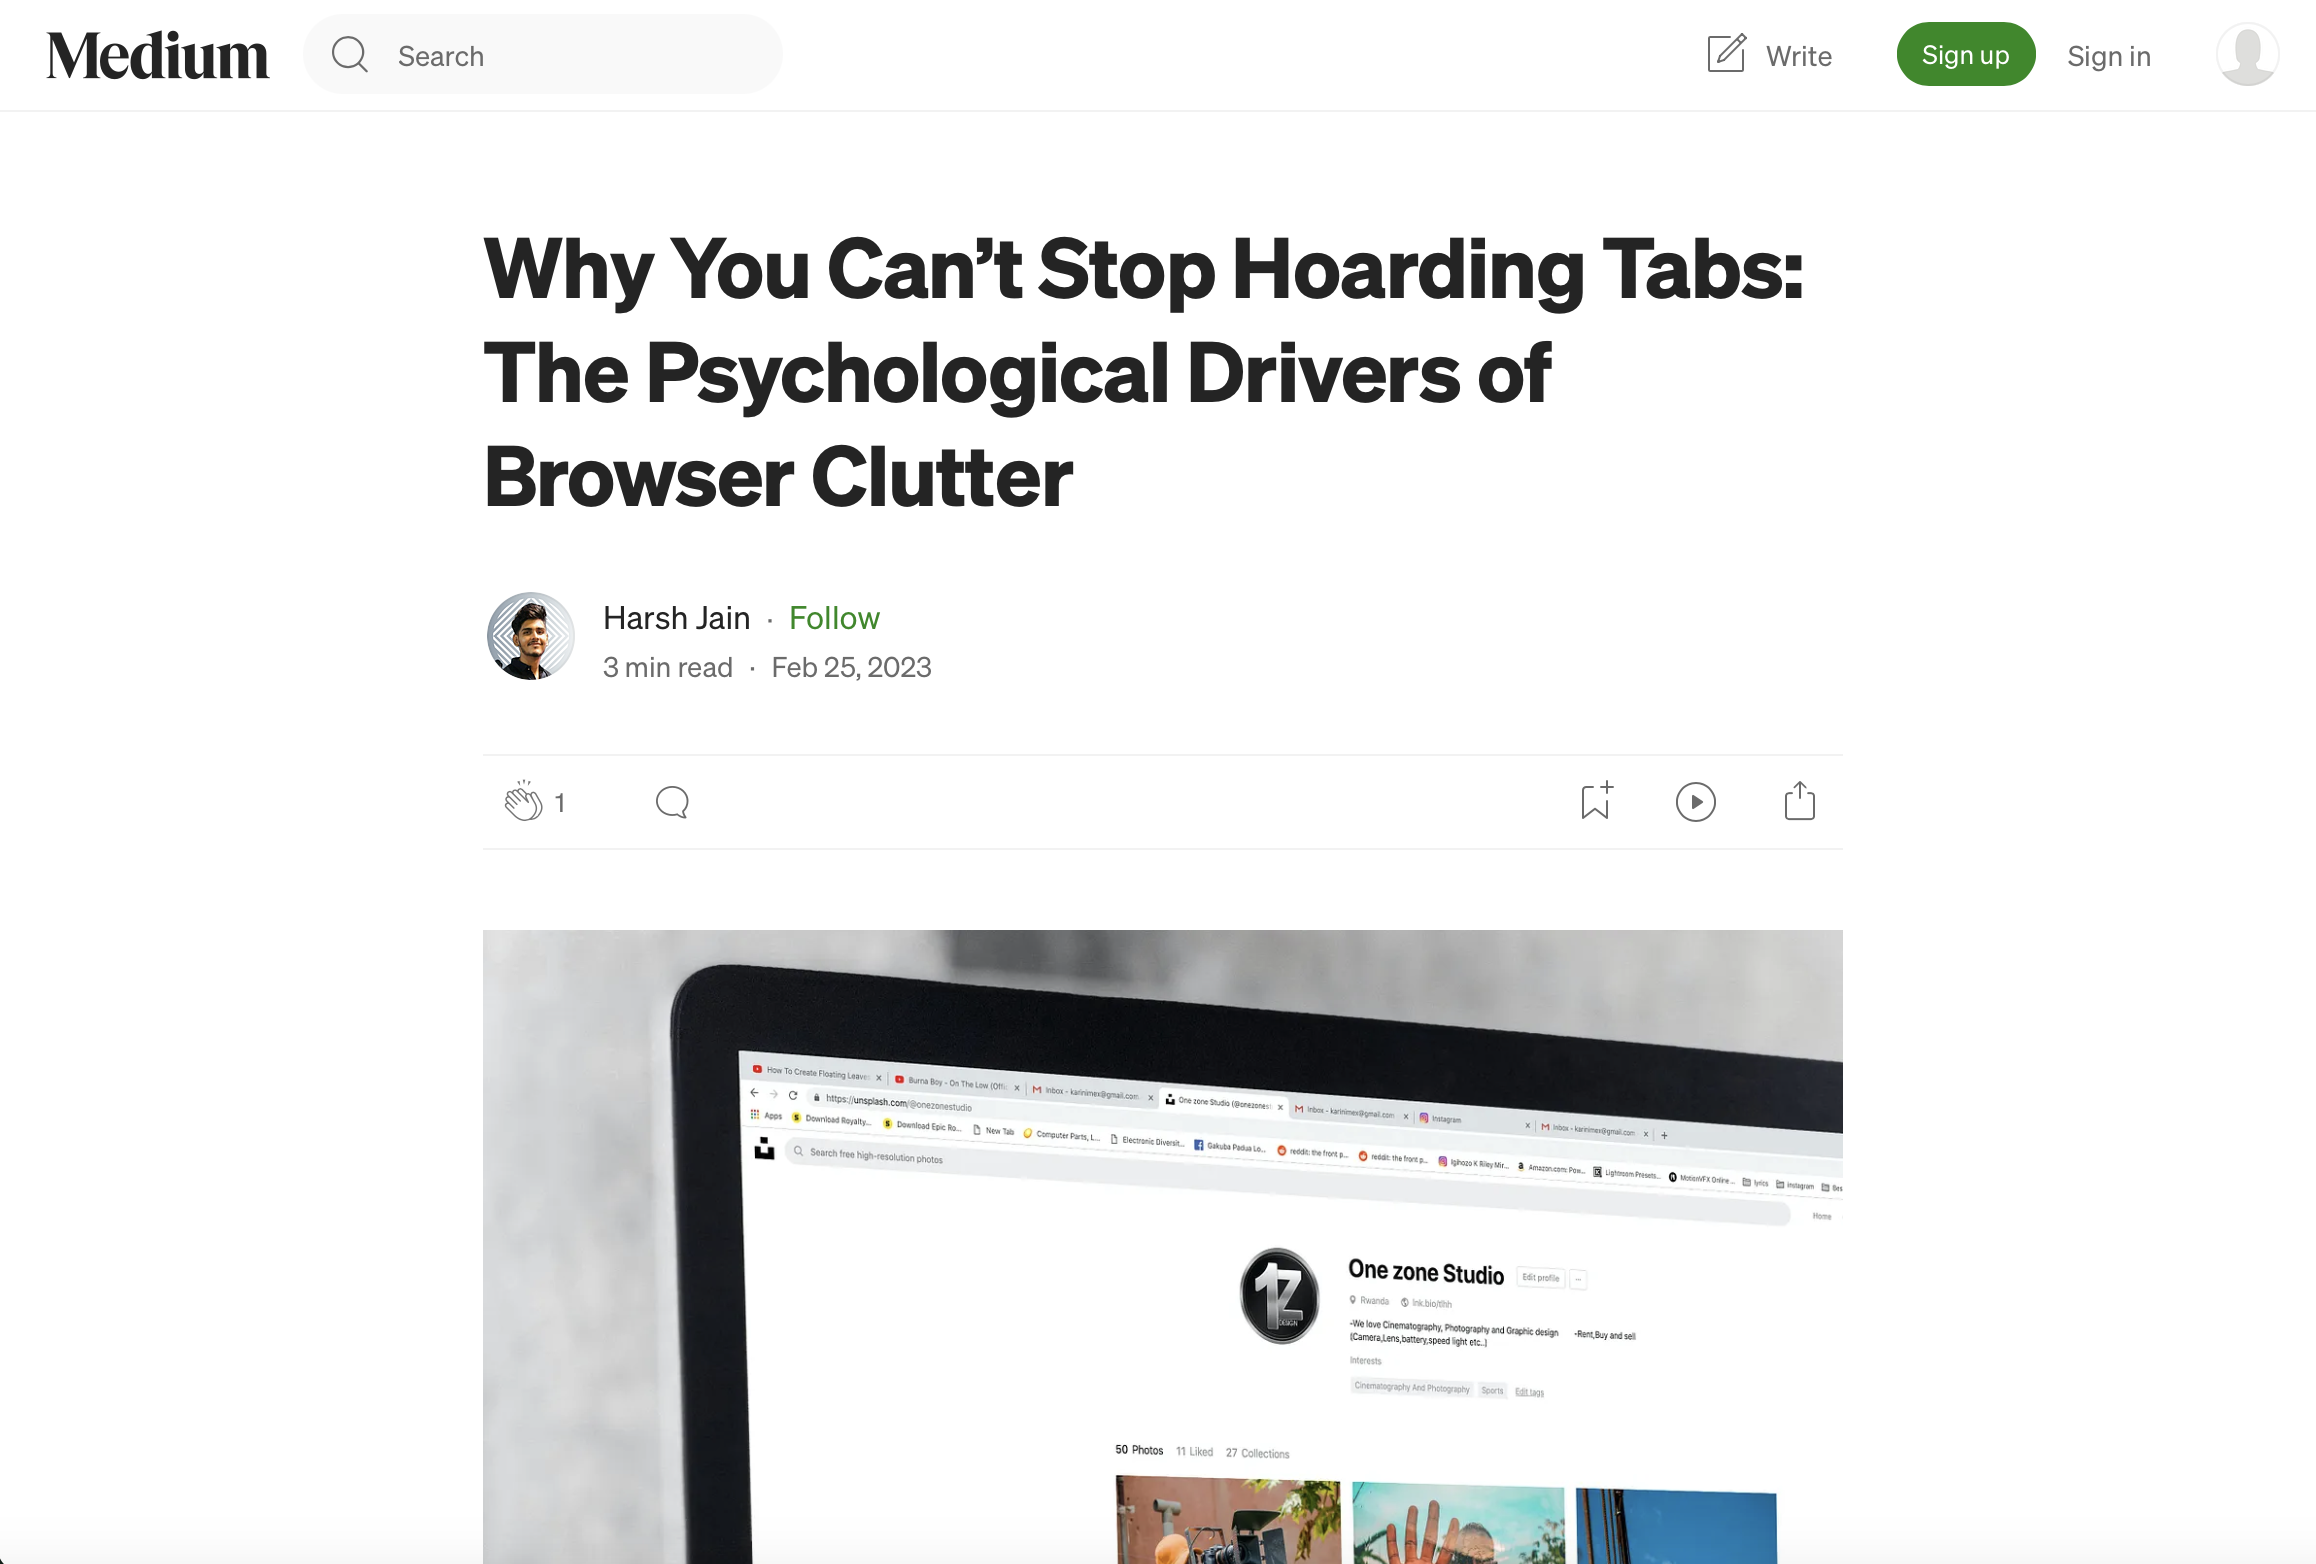 Medium
Search
Write
Sign up
Sign in
Why You Can’t Stop Hoarding Tabs:
The Psychological Drivers of
Browser Clutter
Harsh Jain · Follow
3 min read · Feb 25, 2023
1
How To Create Floating Leaves
Burna Boy - On The Low (Offi
Inbox - karinimex@gmail.com
One zone Studio (@onezonest
Inbox - karinimex@gmail.com
Instagram
Inbox - karinimex@gmail.com
https://unsplash.com/@onezonestudio
Apps
Download Royalty...
Download Epic Ro...
New Tab
Computer Parts, L...
Electronic Diversit...
Gakuba Padua Lo...
reddit: the front p...
reddit: the front p...
Igihozo K Riley Mir...
Amazon.com: Pow...
Lightroom Presets...
MotionVFX Online ...
lyrics
instagram
Bes
Search free high-resolution photos
Home
1Z
DESIGN
One zone Studio
Edit profile
...
Rwanda
lnk.bio/tlhh
-We love Cinematography, Photography and Graphic design -Rent,Buy and sell
[Camera,Lens,battery,speed light etc..]
Interests
Cinematography And Photography
Sports
Edit tags
50 Photos
11 Liked
27 Collections